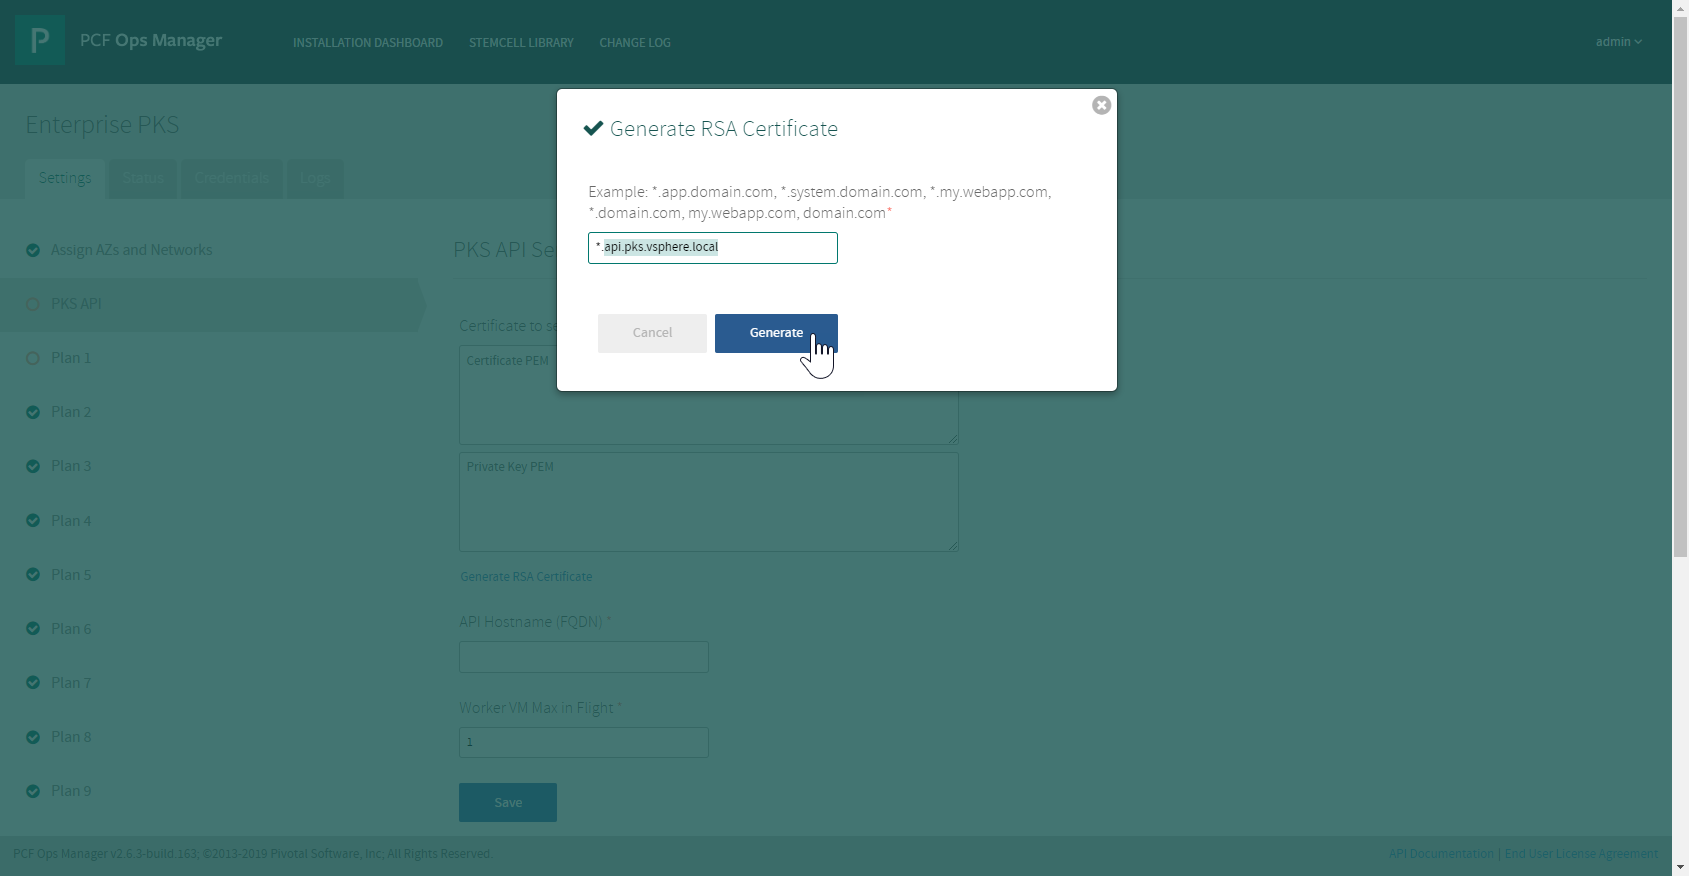 P PCF Ops Manager INSTALLATION DASHBOARD STEMCELL LIBRARY CHANGE LOG admin
Enterprise PKS
Settings Status Credentials Logs
Generate RSA Certificate
Example: *.app.domain.com, *.system.domain.com, *.my.webapp.com,
*.domain.com, my.webapp.com, domain.com*
*.api.pks.vsphere.local
Cancel Generate
Assign AZs and Networks
PKS API
Plan 1
Plan 2
Plan 3
Plan 4
Plan 5
Plan 6
Plan 7
Plan 8
Plan 9
PKS API Se
Certificate to se
Certificate PEM
Private Key PEM
Generate RSA Certificate
API Hostname (FQDN) *
Worker VM Max in Flight *
1
Save
PCF Ops Manager v2.6.3-build.163; ©2013-2019 Pivotal Software, Inc; All Rights Reserved.
API Documentation | End User License Agreement